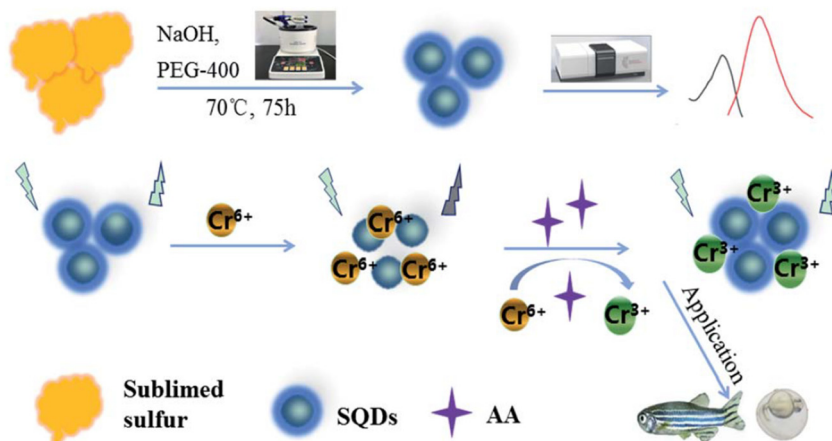 NaOH,
PEG-400
70℃, 75h
Cr6+
Cr6+
Cr6+
Cr6+
Cr6+
Cr3+
Cr3+
Cr3+
Cr3+
Application
Sublimed
sulfur
SQDs
AA